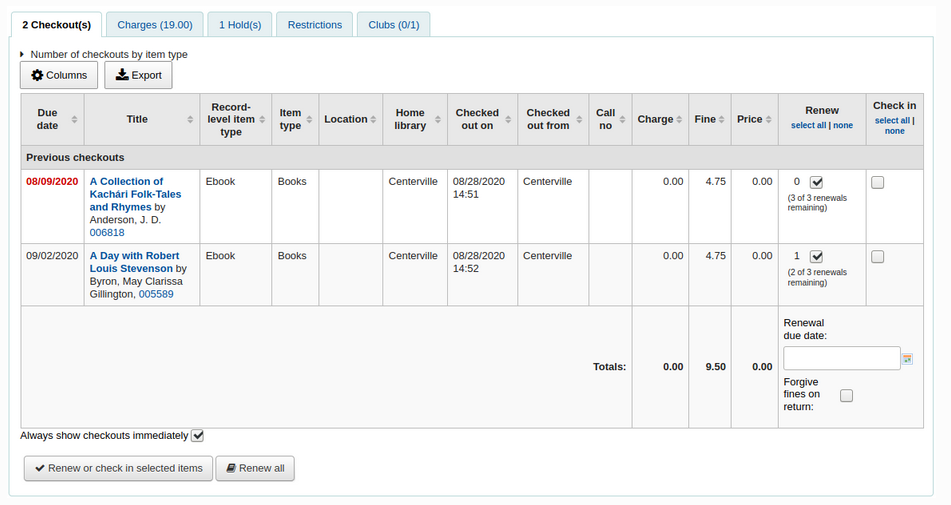 2 Checkout(s) Charges (19.00) 1 Hold(s) Restrictions Clubs (0/1)
Number of checkouts by item type
Columns Export
Due date Title Record-level item type Item type Location Home library Checked out on Checked out from Call no Charge Fine Price Renew select all | none Check in select all | none
Previous checkouts
08/09/2020 A Collection of Kachári Folk-Tales and Rhymes by Anderson, J. D. 006818 Ebook Books Centerville 08/28/2020 14:51 Centerville 0.00 4.75 0.00 0 (3 of 3 renewals remaining)
09/02/2020 A Day with Robert Louis Stevenson by Byron, May Clarissa Gillington, 005589 Ebook Books Centerville 08/28/2020 14:52 Centerville 0.00 4.75 0.00 1 (2 of 3 renewals remaining)
Totals: 0.00 9.50 0.00
Renewal due date:
Forgive fines on return:
Always show checkouts immediately
Renew or check in selected items Renew all